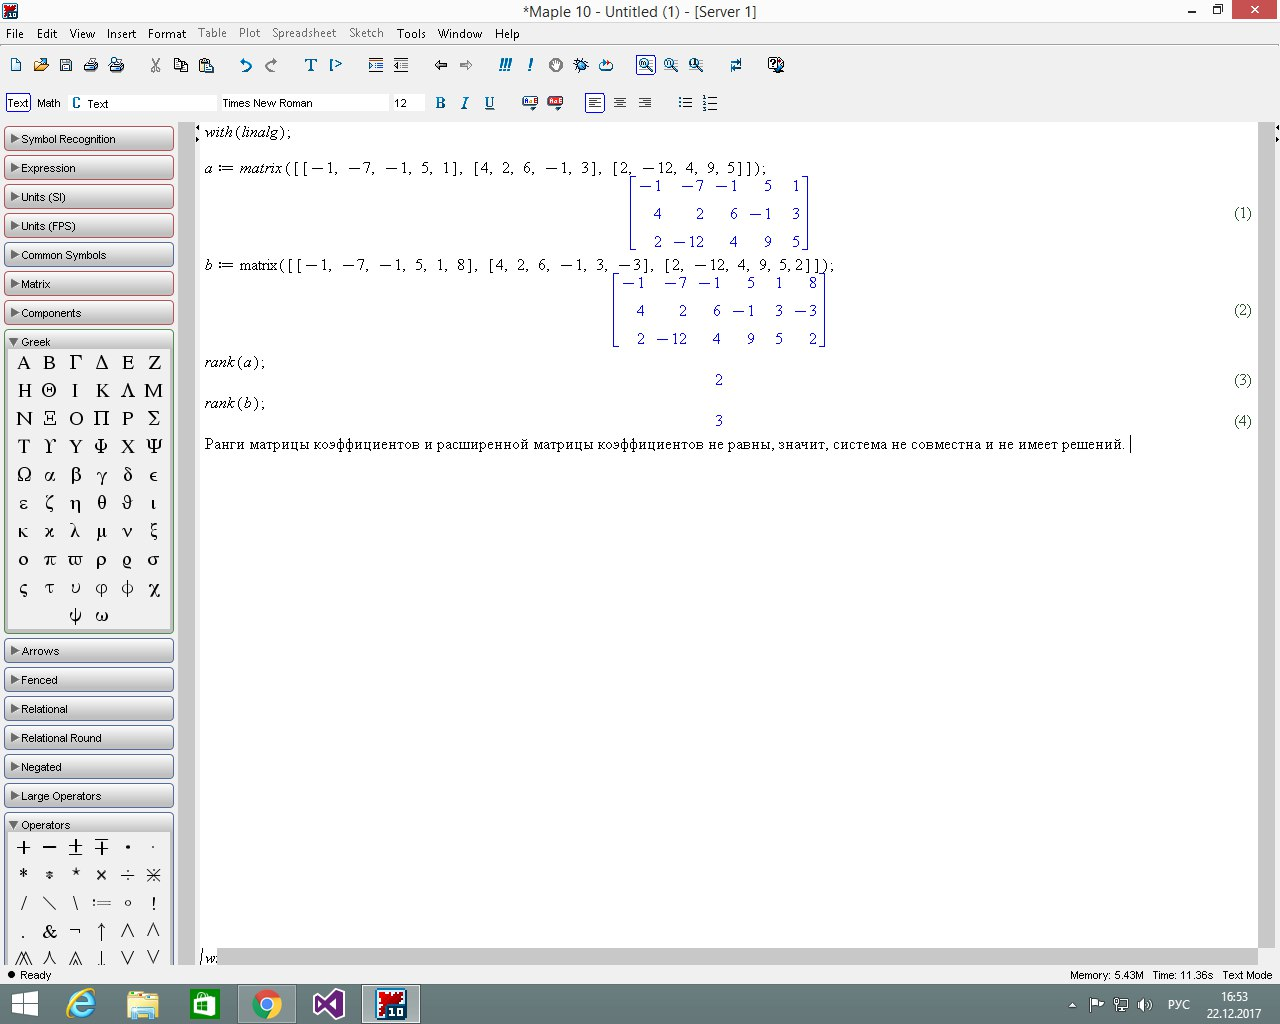 *Maple 10 - Untitled (1) - [Server 1]
File Edit View Insert Format Table Plot Spreadsheet Sketch Tools Window Help
Text Math C Text Times New Roman 12 B I U
Symbol Recognition
Expression
Units (SI)
Units (FPS)
Common Symbols
Matrix
Components
Greek
Α Β Γ Δ Ε Ζ
Η Θ Ι Κ Λ Μ
Ν Ξ Ο Π Ρ Σ
Τ ϒ Υ Φ Χ Ψ
Ω α β γ δ ϵ
ε ζ η θ ϑ ι
κ ϰ λ μ ν ξ
ο π ϖ ρ ϱ σ
ς τ υ φ ϕ χ
ψ ω
Arrows
Fenced
Relational
Relational Round
Negated
Large Operators
Operators
+ − ± ∓ • ·
* ⋆ × ÷
/ \ \ := ∘ !
. & ¬ ↑ ∧ ∧
with(linalg);
a := matrix([[−1, −7, −1, 5, 1], [4, 2, 6, −1, 3], [2, −12, 4, 9, 5]]);
−1 −7 −1 5 1
4 2 6 −1 3 (1)
2 −12 4 9 5
b := matrix([[−1, −7, −1, 5, 1, 8], [4, 2, 6, −1, 3, −3], [2, −12, 4, 9, 5, 2]]);
−1 −7 −1 5 1 8
4 2 6 −1 3 −3 (2)
2 −12 4 9 5 2
rank(a);
2 (3)
rank(b);
3 (4)
Ранги матрицы коэффициентов и расширенной матрицы коэффициентов не равны, значит, система не совместна и не имеет решений.
Ready Memory: 5.43M Time: 11.36s Text Mode
10 РУС 16:53
22.12.2017